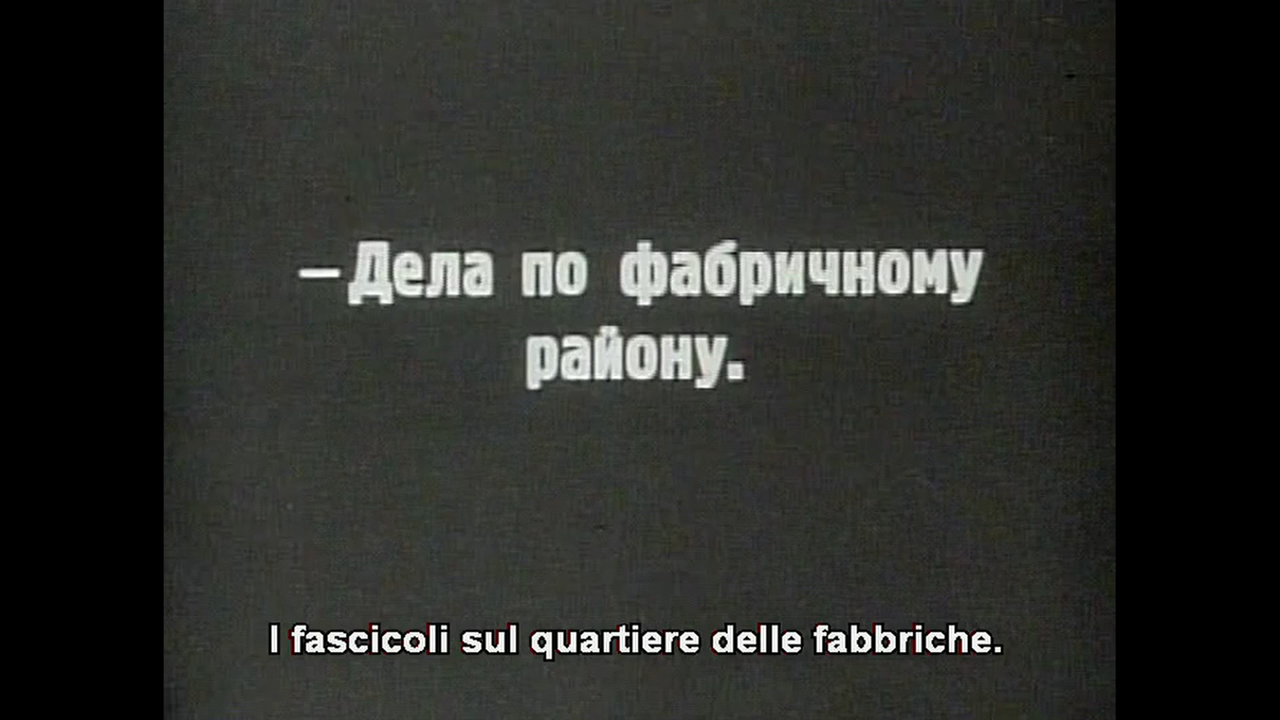 —Дела по фабричному
району.
I fascicoli sul quartiere delle fabbriche.